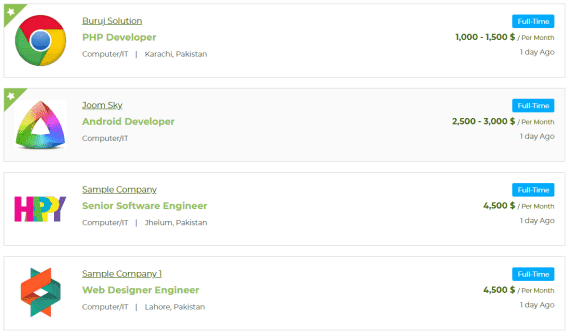 Buruj Solution
Full-Time
PHP Developer
1,000 - 1,500 $ / Per Month
Computer/IT | Karachi, Pakistan
1 day Ago
Joom Sky
Full-Time
Android Developer
2,500 - 3,000 $ / Per Month
Computer/IT
1 day Ago
Sample Company
Full-Time
HAPPY
Senior Software Engineer
4,500 $ / Per Month
Computer/IT | Jhelum, Pakistan
1 day Ago
Sample Company 1
Full-Time
Web Designer Engineer
4,500 $ / Per Month
Computer/IT | Lahore, Pakistan
1 day Ago